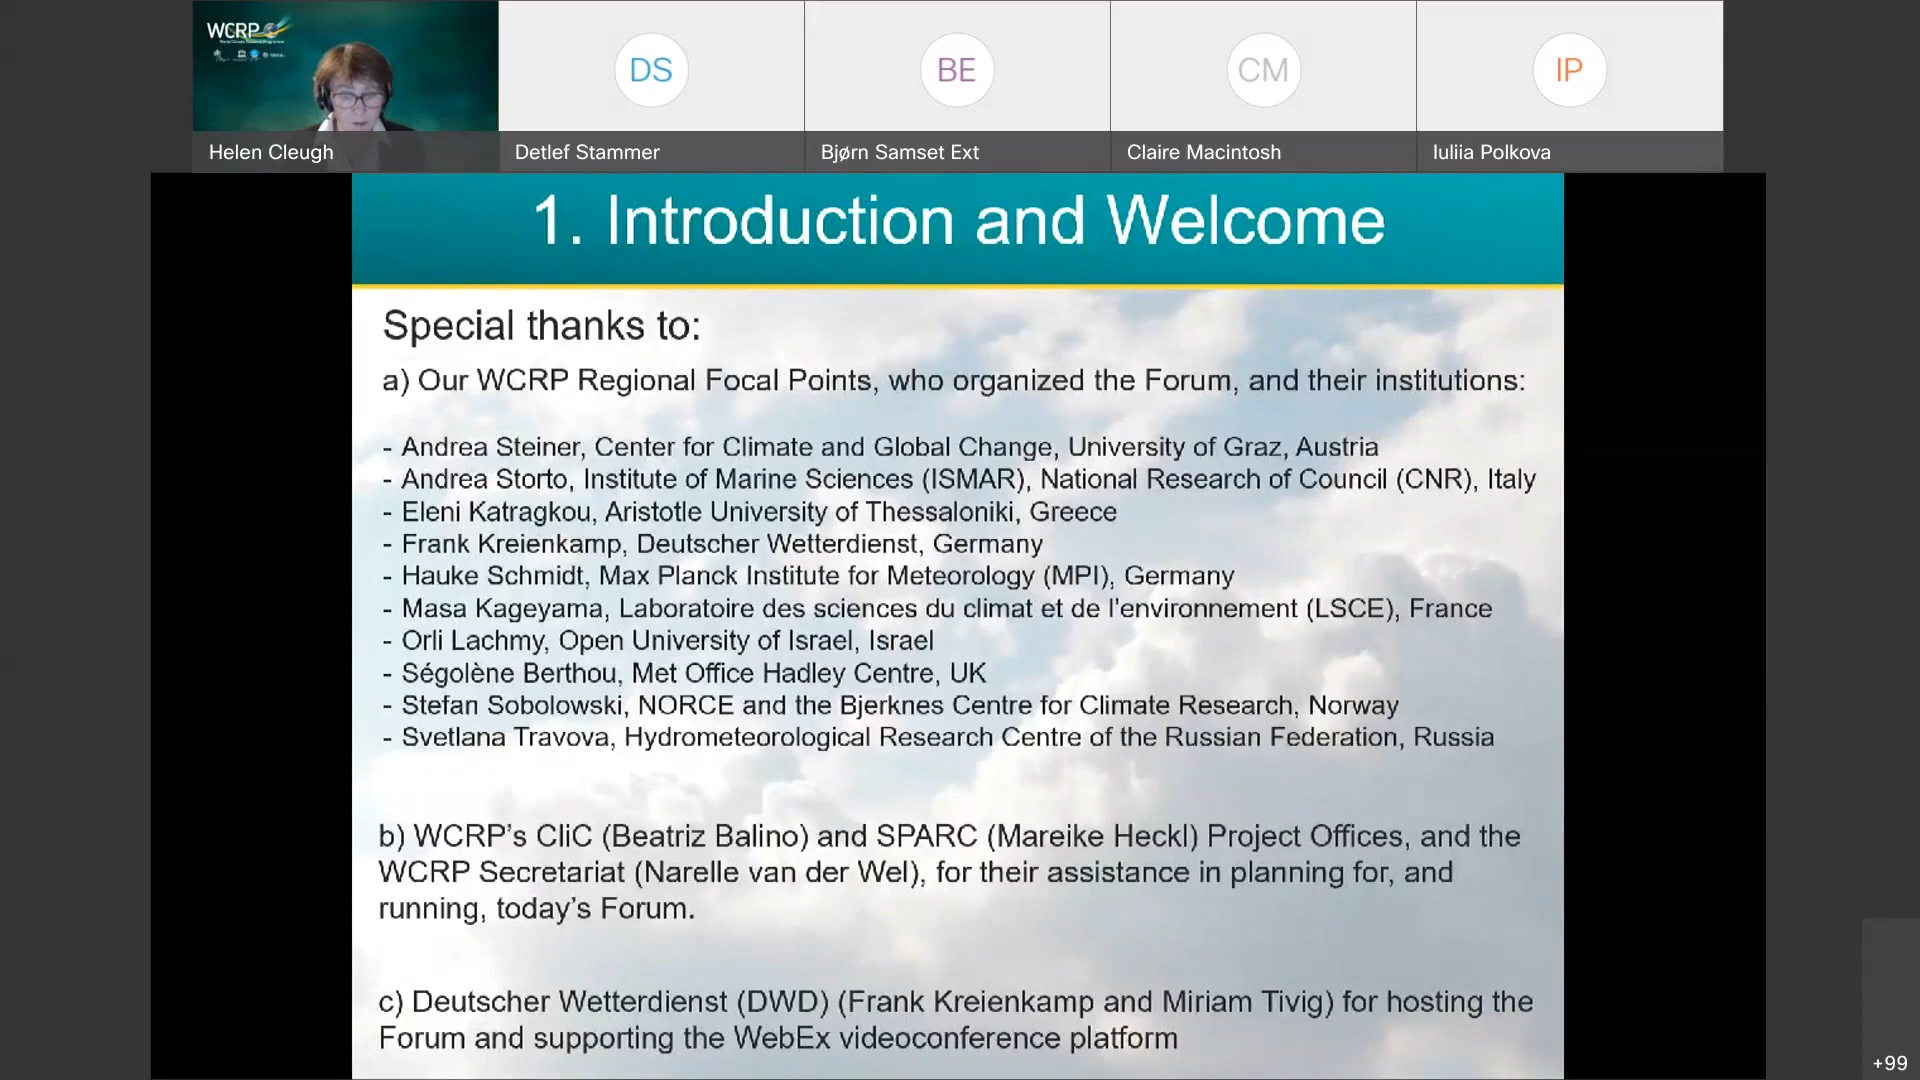 WCRP
DS
BE
CM
IP
Helen Cleugh
Detlef Stammer
Bjørn Samset Ext
Claire Macintosh
Iuliia Polkova
1. Introduction and Welcome
Special thanks to:
a) Our WCRP Regional Focal Points, who organized the Forum, and their institutions:
- Andrea Steiner, Center for Climate and Global Change, University of Graz, Austria
- Andrea Storto, Institute of Marine Sciences (ISMAR), National Research of Council (CNR), Italy
- Eleni Katragkou, Aristotle University of Thessaloniki, Greece
- Frank Kreienkamp, Deutscher Wetterdienst, Germany
- Hauke Schmidt, Max Planck Institute for Meteorology (MPI), Germany
- Masa Kageyama, Laboratoire des sciences du climat et de l'environnement (LSCE), France
- Orli Lachmy, Open University of Israel, Israel
- Ségolène Berthou, Met Office Hadley Centre, UK
- Stefan Sobolowski, NORCE and the Bjerknes Centre for Climate Research, Norway
- Svetlana Travova, Hydrometeorological Research Centre of the Russian Federation, Russia
b) WCRP's CliC (Beatriz Balino) and SPARC (Mareike Heckl) Project Offices, and the
WCRP Secretariat (Narelle van der Wel), for their assistance in planning for, and
running, today's Forum.
c) Deutscher Wetterdienst (DWD) (Frank Kreienkamp and Miriam Tivig) for hosting the
Forum and supporting the WebEx videoconference platform
+99